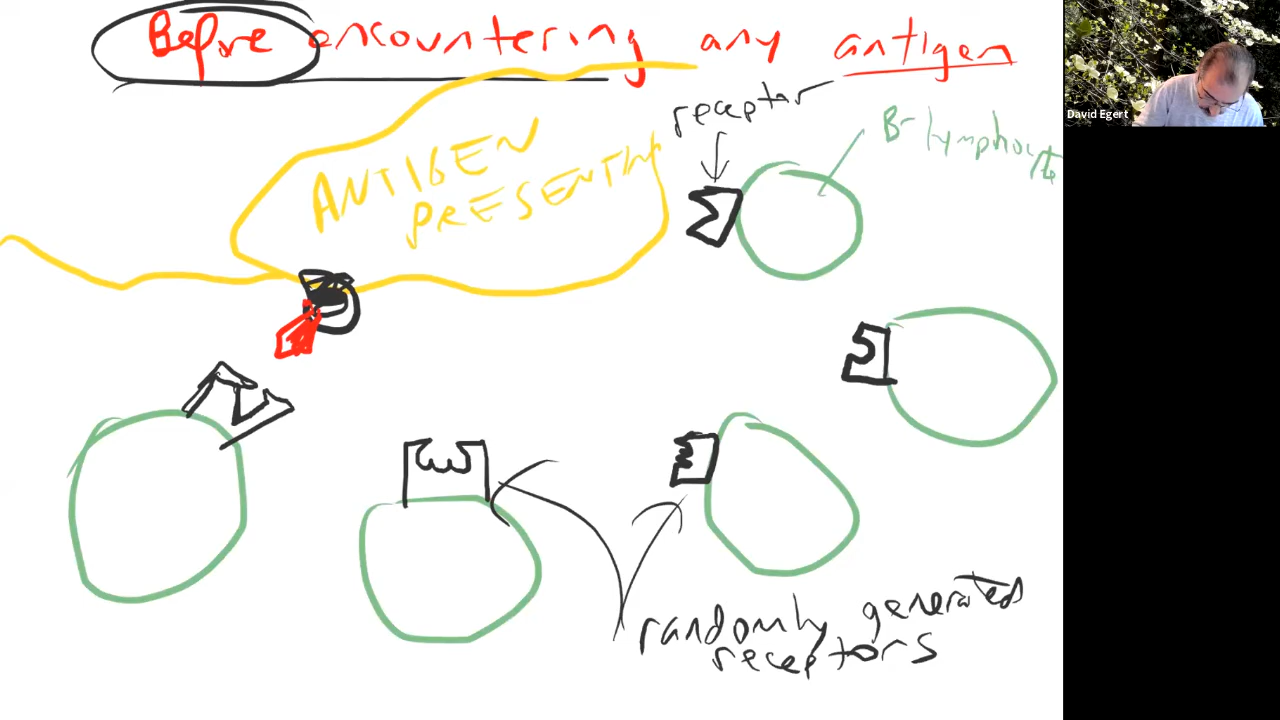 Before encountering any antigen
receptor
B-lymphocyte
ANTIGEN
PRESENTING
David Egert
randomly generated
receptors